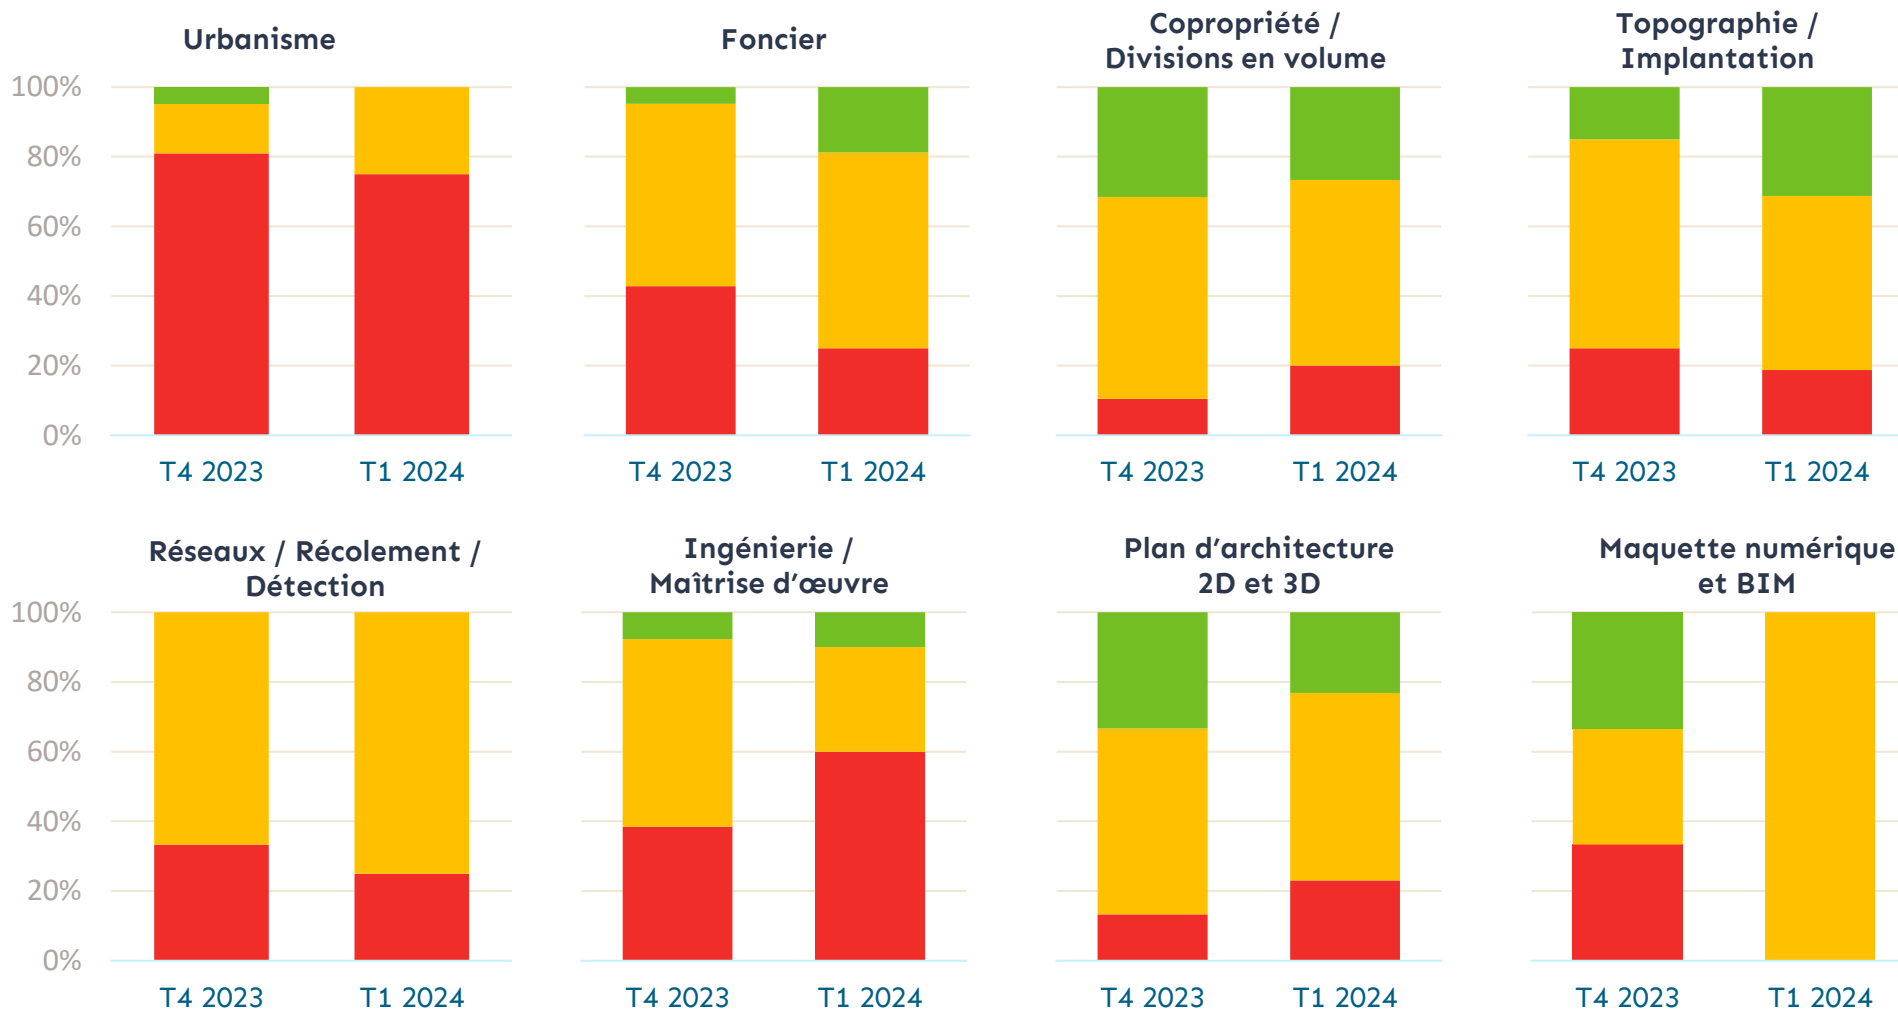 Urbanisme
Foncier
Copropriété /
Divisions en volume
Topographie /
Implantation
100%
80%
60%
40%
20%
0%
T4 2023
T1 2024
T4 2023
T1 2024
T4 2023
T1 2024
T4 2023
T1 2024
Réseaux / Récolement /
Détection
Ingénierie /
Maîtrise d’œuvre
Plan d’architecture
2D et 3D
Maquette numérique
et BIM
100%
80%
60%
40%
20%
0%
T4 2023
T1 2024
T4 2023
T1 2024
T4 2023
T1 2024
T4 2023
T1 2024